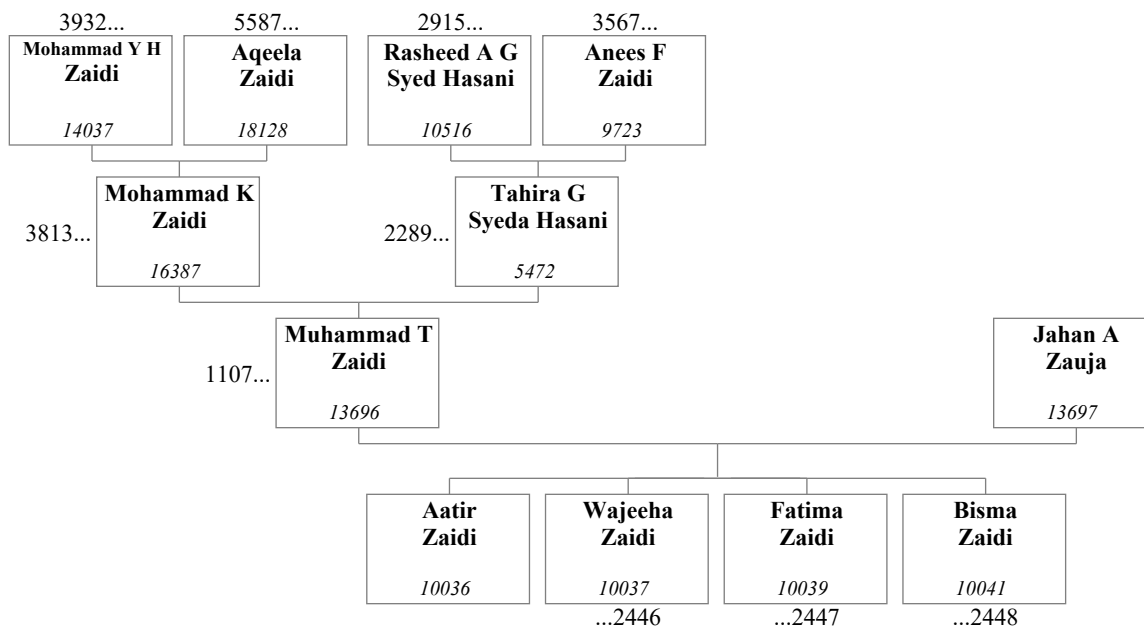 3932... 5587... 2915... 3567...
Mohammad Y H
Zaidi
14037
Aqeela
Zaidi
18128
Rasheed A G
Syed Hasani
10516
Anees F
Zaidi
9723
3813...
Mohammad K
Zaidi
16387
2289...
Tahira G
Syeda Hasani
5472
1107...
Muhammad T
Zaidi
13696
Jahan A
Zauja
13697
Aatir
Zaidi
10036
Wajeeha
Zaidi
10037
...2446
Fatima
Zaidi
10039
...2447
Bisma
Zaidi
10041
...2448